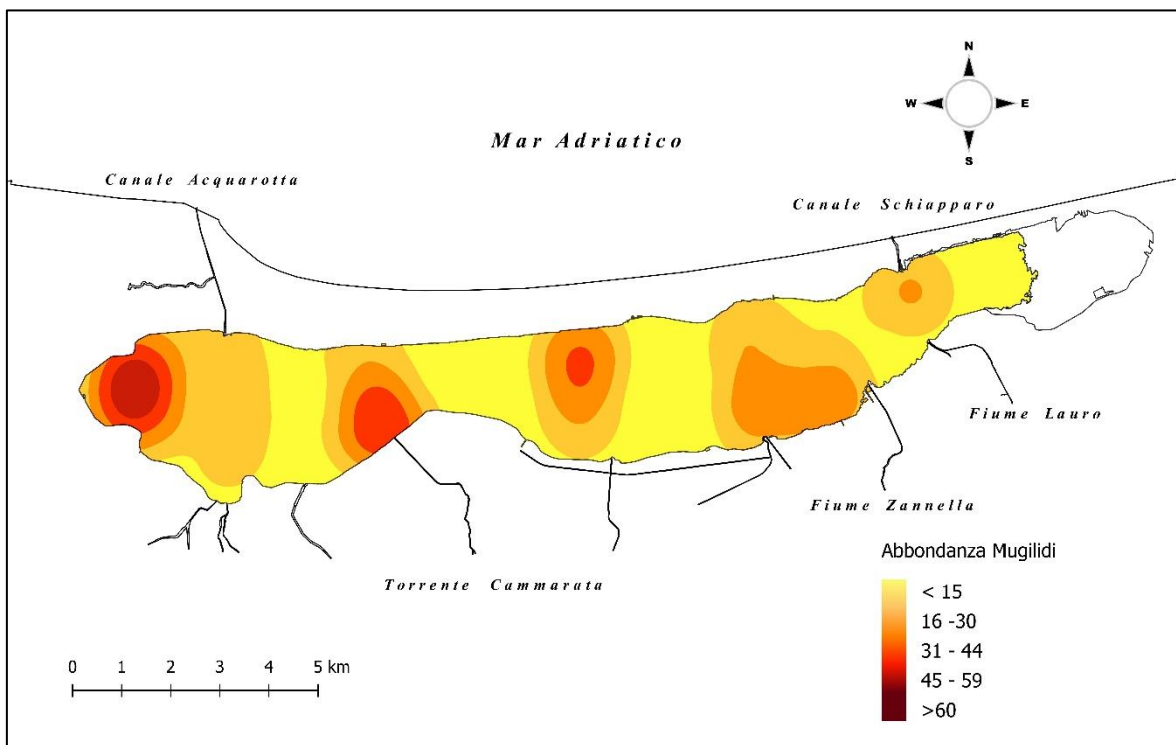 N
W E
S
Mar Adriatico
Canale Acquarotta
Canale Schiapparo
Fiume Lauro
Fiume Zannella
Torrente Cammarata
Abbondanza Mugilidi
< 15
16 -30
31 - 44
45 - 59
>60
0 1 2 3 4 5 km